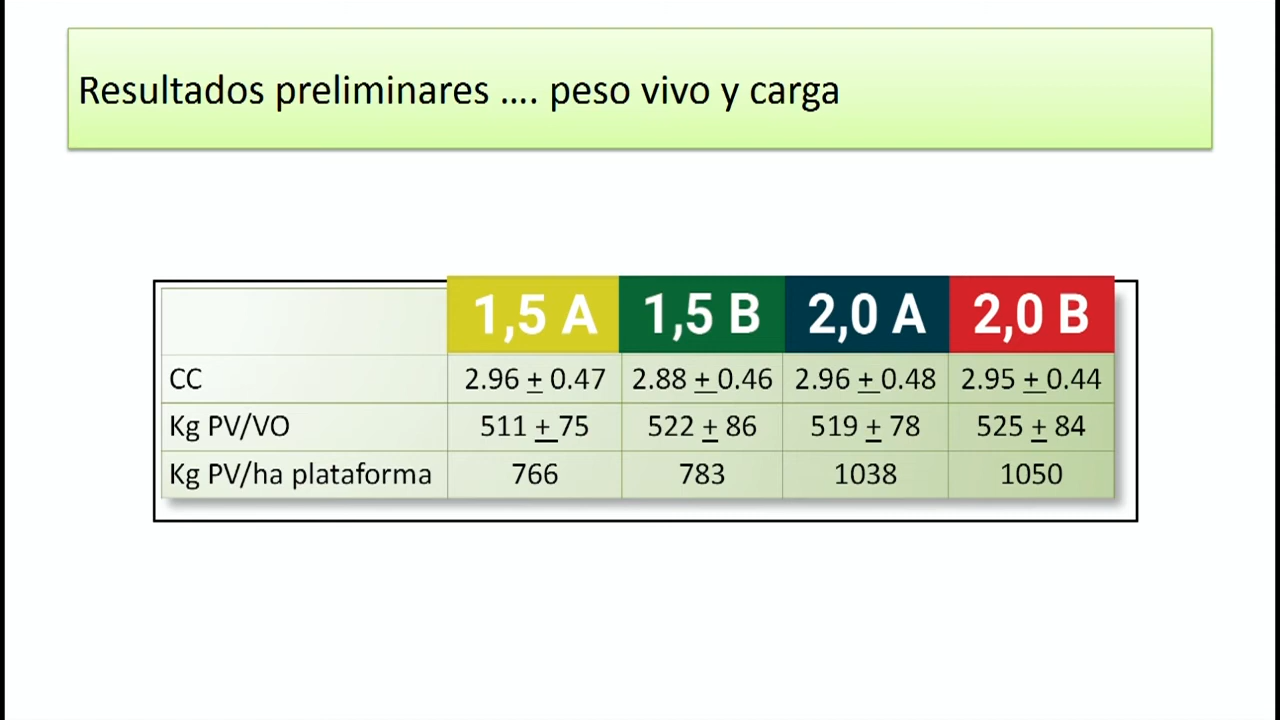 Resultados preliminares .... peso vivo y carga
1,5 A 1,5 B 2,0 A 2,0 B
CC 2.96 + 0.47 2.88 + 0.46 2.96 + 0.48 2.95 + 0.44
Kg PV/VO 511 + 75 522 + 86 519 + 78 525 + 84
Kg PV/ha plataforma 766 783 1038 1050